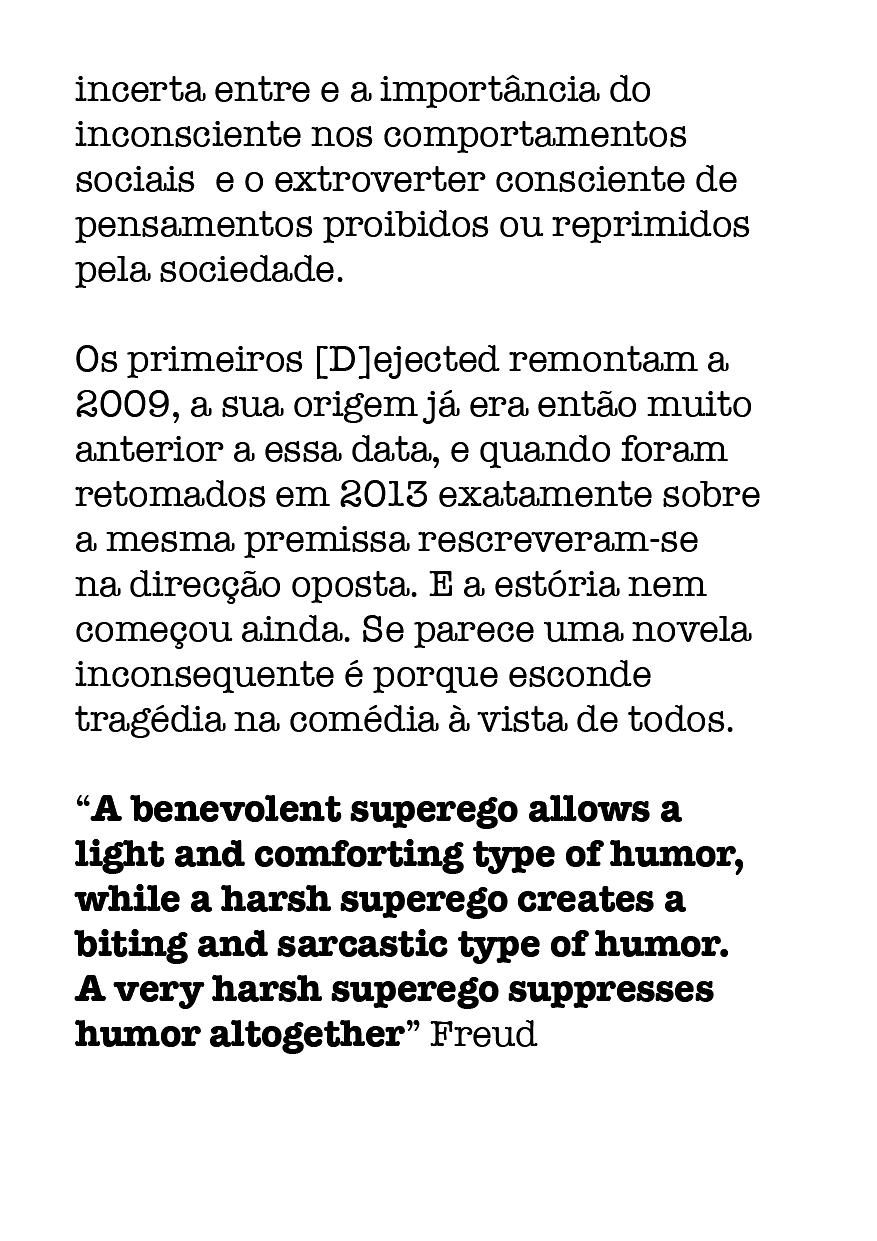 incerta entre e a importância do
inconsciente nos comportamentos
sociais  e o extroverter consciente de
pensamentos proibidos ou reprimidos
pela sociedade.
Os primeiros [D]ejected remontam a
2009, a sua origem já era então muito
anterior a essa data, e quando foram
retomados em 2013 exatamente sobre
a mesma premissa rescreveram-se
na direcção oposta. E a estória nem
começou ainda. Se parece uma novela
inconsequente é porque esconde
tragédia na comédia à vista de todos.
“A benevolent superego allows a
light and comforting type of humor,
while a harsh superego creates a
biting and sarcastic type of humor.
A very harsh superego suppresses
humor altogether” Freud